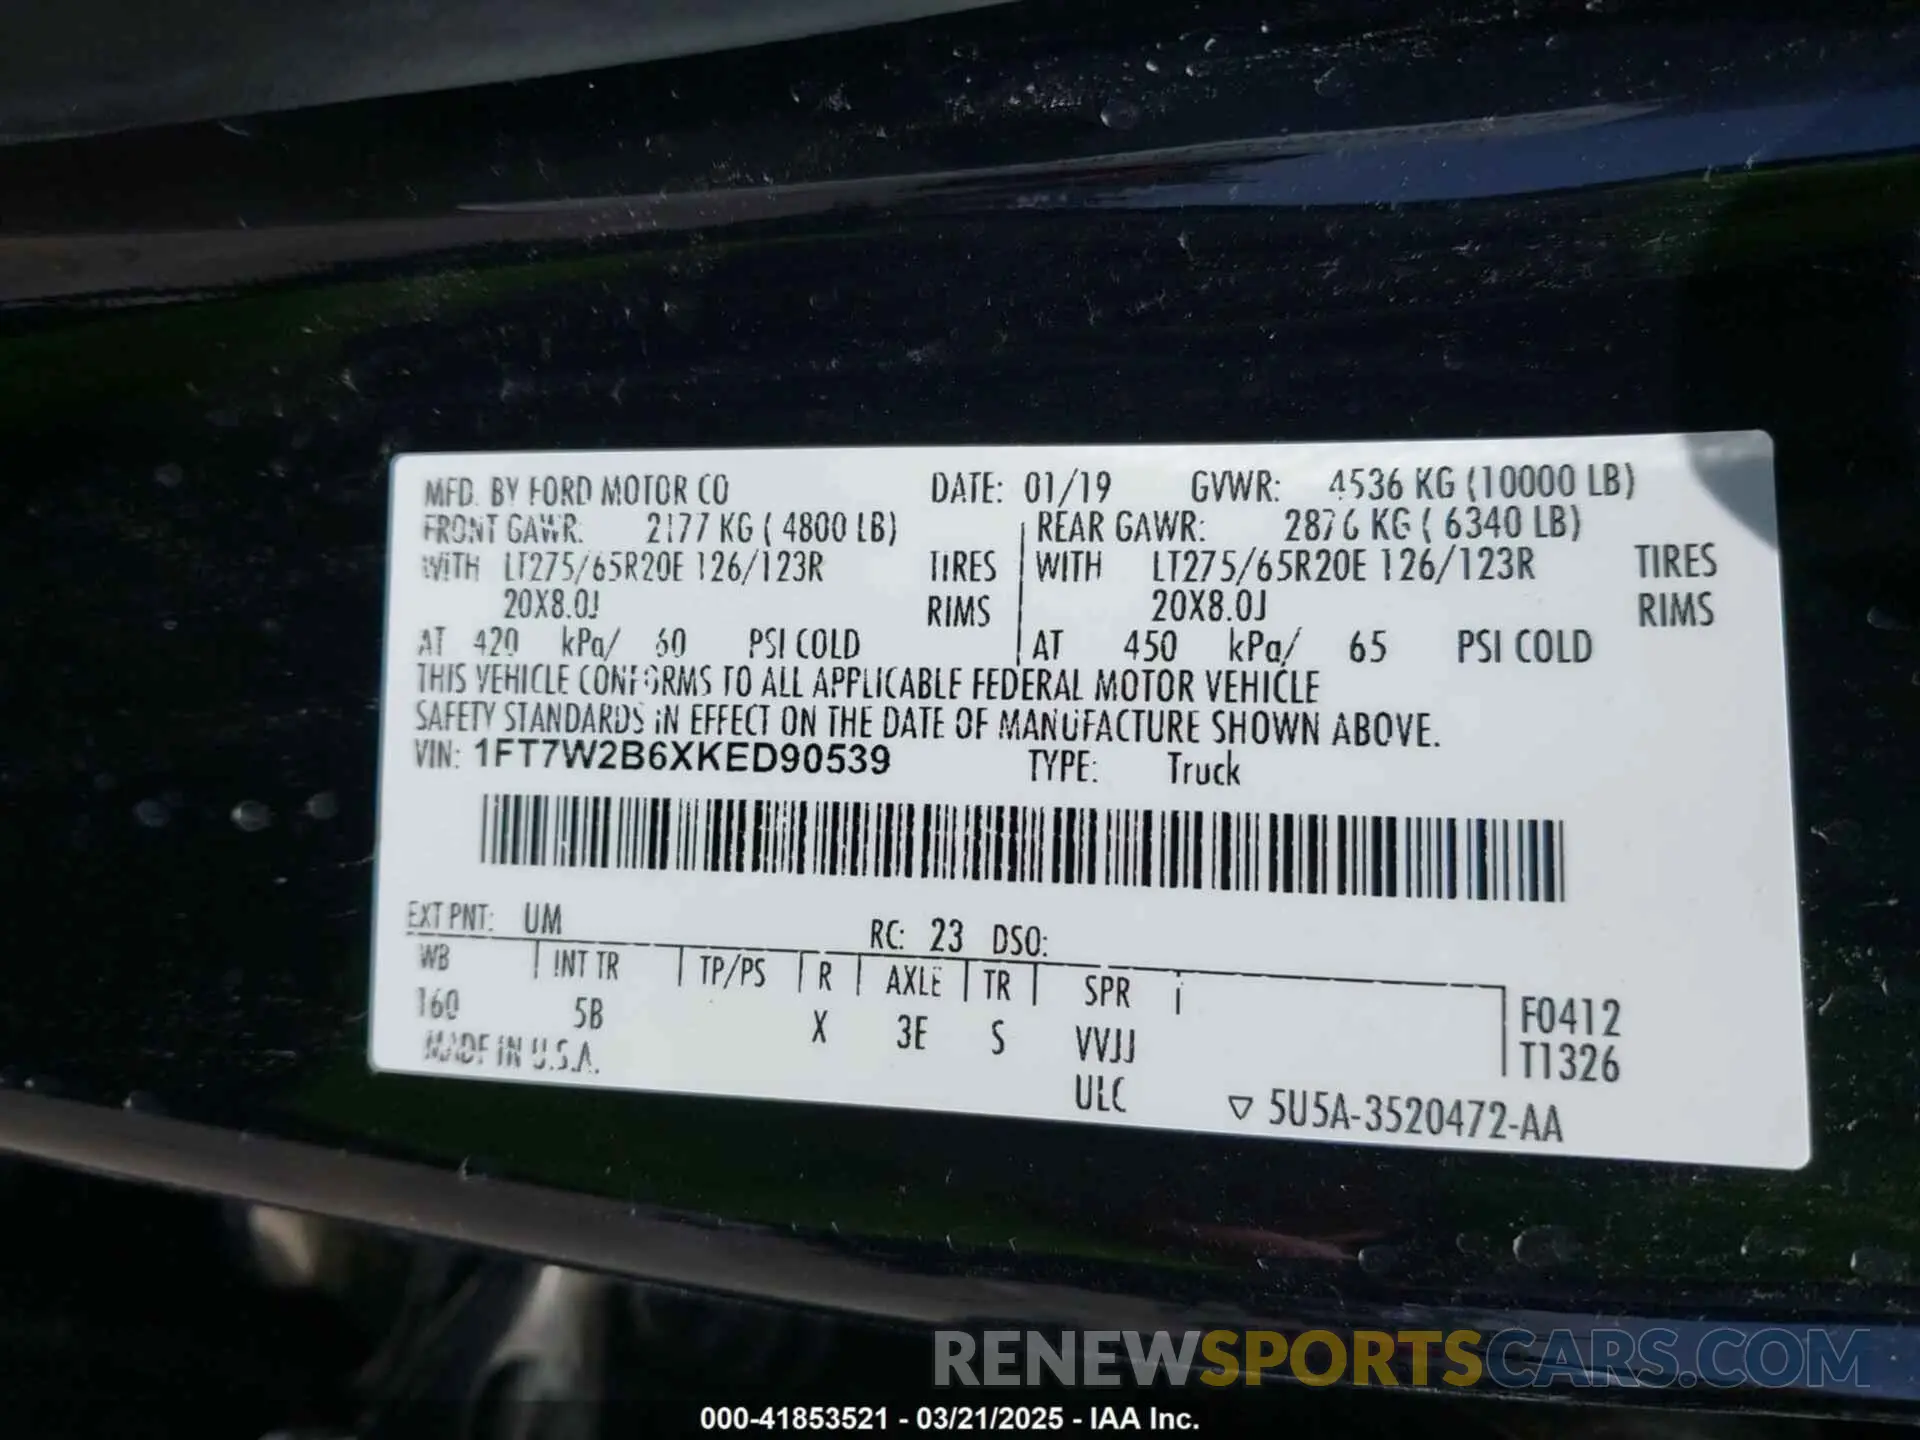 MFD. BY FORD MOTOR CO DATE: 01/19 GVWR: 4536 KG (10000 LB)
FRONT GAWR: 2177 KG ( 4800 LB) REAR GAWR: 2876 KG ( 6340 LB)
WITH LT275/65R20E 126/123R TIRES WITH LT275/65R20E 126/123R TIRES
20X8.0J RIMS 20X8.0J RIMS
AT 420 kPa/ 60 PSI COLD AT 450 kPa/ 65 PSI COLD
THIS VEHICLE CONFORMS TO ALL APPLICABLE FEDERAL MOTOR VEHICLE
SAFETY STANDARDS IN EFFECT ON THE DATE OF MANUFACTURE SHOWN ABOVE.
VIN: 1FT7W2B6XKED90539 TYPE: Truck
EXT PNT: UM RC: 23 DSO:
WB INT TR TP/PS R AXLE TR SPR
160 5B X 3E S VVJJ F0412
MADE IN U.S.A. ULC T1326
▽ 5U5A-3520472-AA
RENEWSPORTSCARS.COM
000-41853521 - 03/21/2025 - IAA Inc.